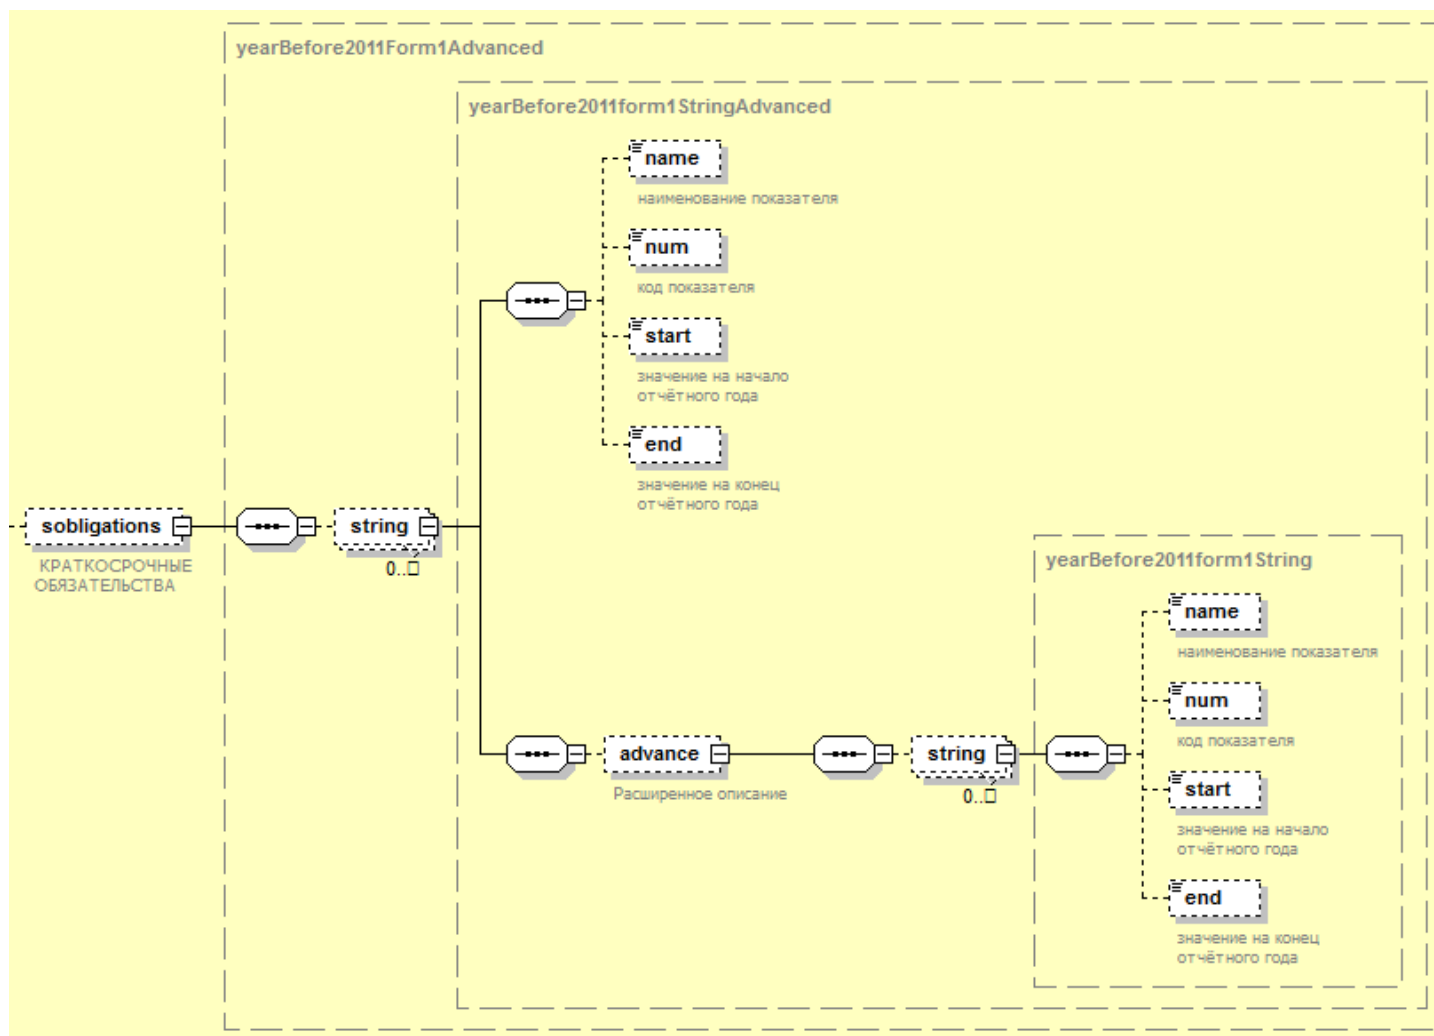 yearBefore2011Form1Advanced
yearBefore2011form1StringAdvanced
name
наименование показателя
num
код показателя
start
значение на начало
отчётного года
end
значение на конец
отчётного года
sobligations
КРАТКОСРОЧНЫЕ
ОБЯЗАТЕЛЬСТВА
string
0..□
advance
Расширенное описание
string
0..□
yearBefore2011form1String
name
наименование показателя
num
код показателя
start
значение на начало
отчётного года
end
значение на конец
отчётного года